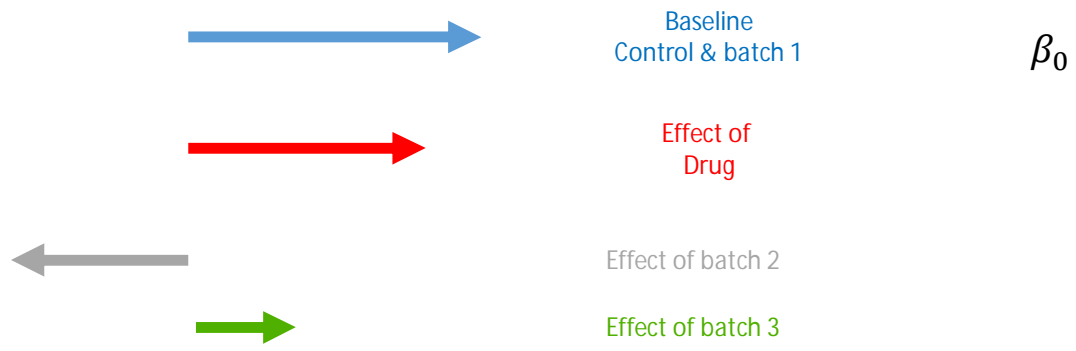 Baseline
Control & batch 1
β₀
Effect of
Drug
Effect of batch 2
Effect of batch 3